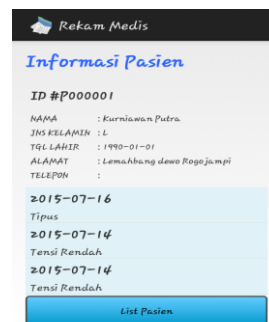 Rekam Medis
Informasi Pasien
ID #P000001
NAMA : Kurniawan Putra
JNS KELAMIN : L
TGL LAHIR : 1990-01-01
ALAMAT : Lemahbang dewo Rogojampi
TELEPON :
2015-07-16
Tipus
2015-07-14
Tensi Rendah
2015-07-14
Tensi Rendah
List Pasien